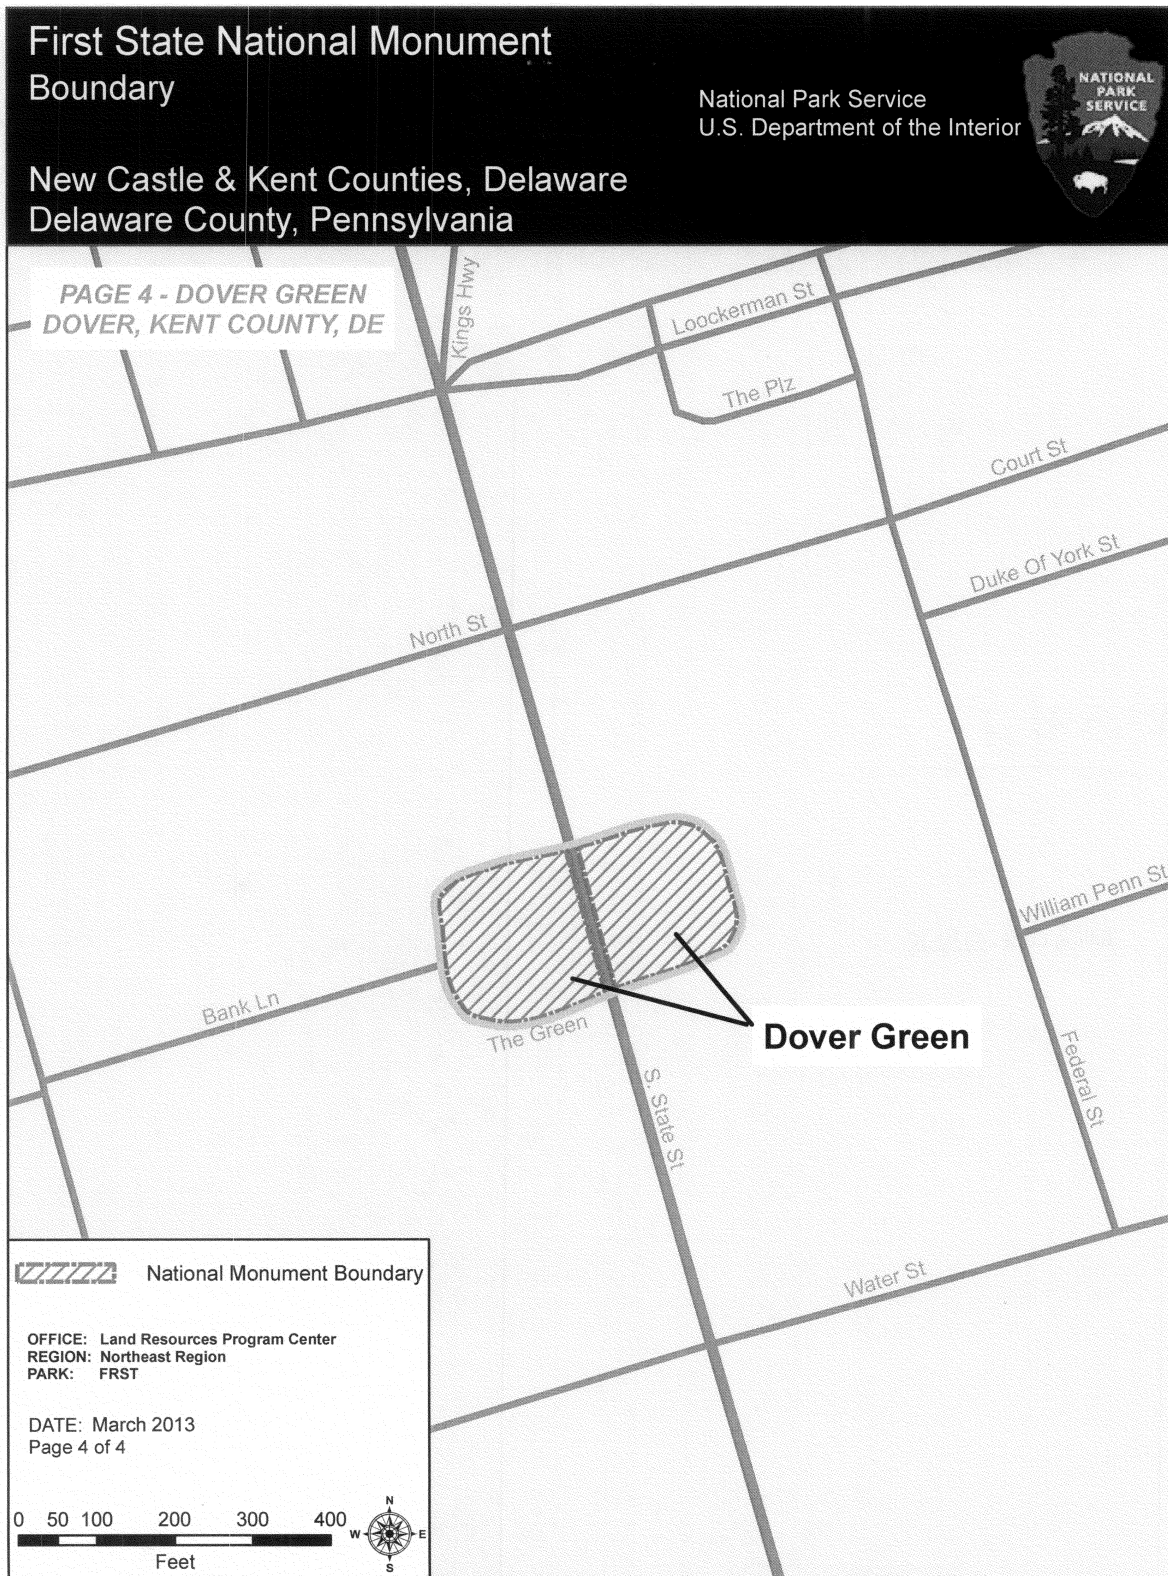 First State National Monument
Boundary
National Park Service
U.S. Department of the Interior
NATIONAL
PARK
SERVICE
New Castle & Kent Counties, Delaware
Delaware County, Pennsylvania
PAGE 4 - DOVER GREEN
DOVER, KENT COUNTY, DE
Kings Hwy
Loockerman St
The Plz
Court St
Duke Of York St
North St
William Penn St
Bank Ln
The Green
Dover Green
Federal St
S. State St
Water St
National Monument Boundary
OFFICE: Land Resources Program Center
REGION: Northeast Region
PARK: FRST
DATE: March 2013
Page 4 of 4
0 50 100 200 300 400
Feet
N
W E
S